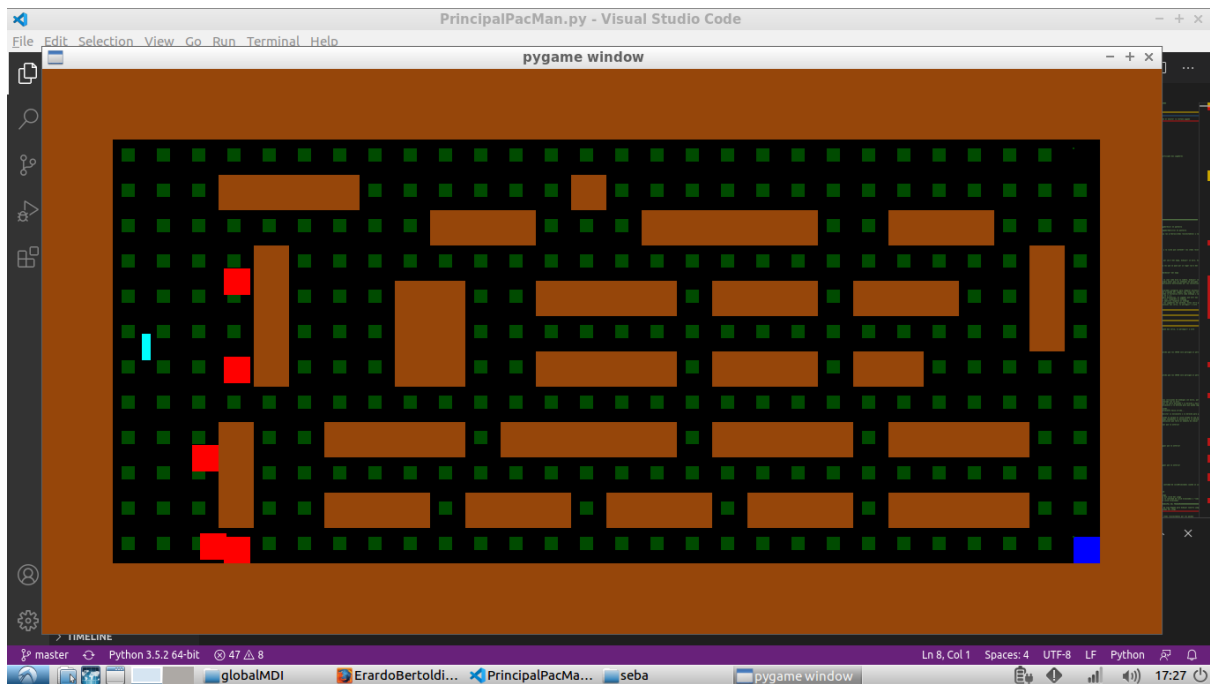 PrincipalPacMan.py - Visual Studio Code
File Edit Selection View Go Run Terminal Help
pygame window
TIMELINE
master Python 3.5.2 64-bit 47 8 Ln 8, Col 1 Spaces: 4 UTF-8 LF Python
globalMDI ErardoBertoldi... PrincipalPacMa... seba pygame window 17:27